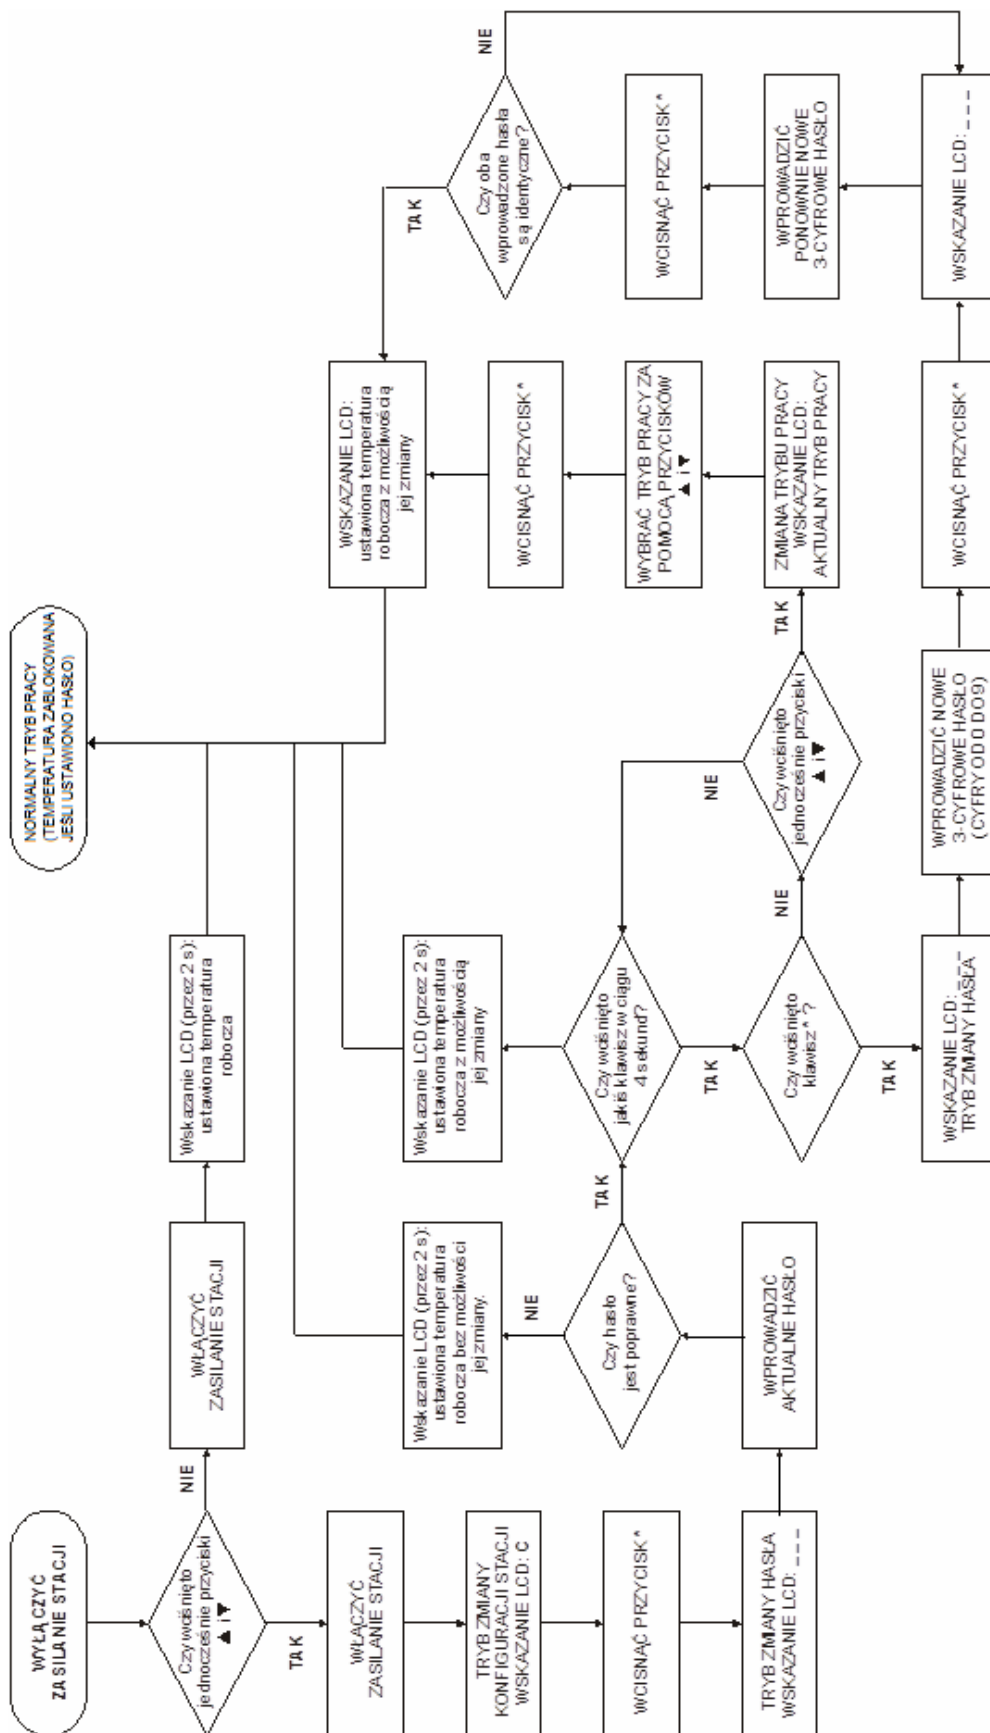 WYŁĄCZYĆ
ZASILANIE STACJI
Czy wciśnięto
jednocześnie przyciski
▲ i ▼
NIE
TAK
WŁĄCZYĆ
ZASILANIE STACJI
Wskazanie LCD (przez 2 s):
ustawiona temperatura
robocza
NORMALNY TRYB PRACY
(TEMPERATURA ZABLOKOWANA
JEŚLI USTAWIONO HASŁO)
WŁĄCZYĆ
ZASILANIE STACJI
TRYB ZMIANY
KONFIGURACJI STACJI
WSKAZANIE LCD: C
WCISNĄĆ PRZYCISK *
TRYB ZMIANY HASŁA
WSKAZANIE LCD: _ _ _
WPROWADZIĆ
AKTUALNE HASŁO
Czy hasło
jest poprawne?
NIE
TAK
Wskazanie LCD (przez 2 s):
ustawiona temperatura
robocza bez możliwości
jej zmiany.
Czy wciśnięto
jakiś klawisz w ciągu
4 sekund?
TAK
Wskazanie LCD (przez 2 s):
ustawiona temperatura
robocza z możliwością
jej zmiany
Czy wciśnięto
klawisz * ?
NIE
TAK
Czy wciśnięto
jednocześnie przyciski
▲ i ▼
NIE
TAK
ZMIANA TRYBU PRACY
WSKAZANIE LCD:
AKTUALNY TRYB PRACY
WYBRAĆ TRYB PRACY ZA
POMOCĄ PRZYCISKÓW
▲ i ▼
WCISNĄĆ PRZYCISK *
WSKAZANIE LCD:
ustawiona temperatura
robocza z możliwością
jej zmiany
WSKAZANIE LCD: _ _ _
TRYB ZMIANY HASŁA
WPROWADZIĆ NOWE
3-CYFROWE HASŁO
(CYFRY OD 0 DO 9)
WCISNĄĆ PRZYCISK *
WSKAZANIE LCD: _ _ _
WPROWADZIĆ
PONOWNIE NOWE
3-CYFROWE HASŁO
WCISNĄĆ PRZYCISK *
Czy oba
wprowadzone hasła
są identyczne?
TAK
NIE